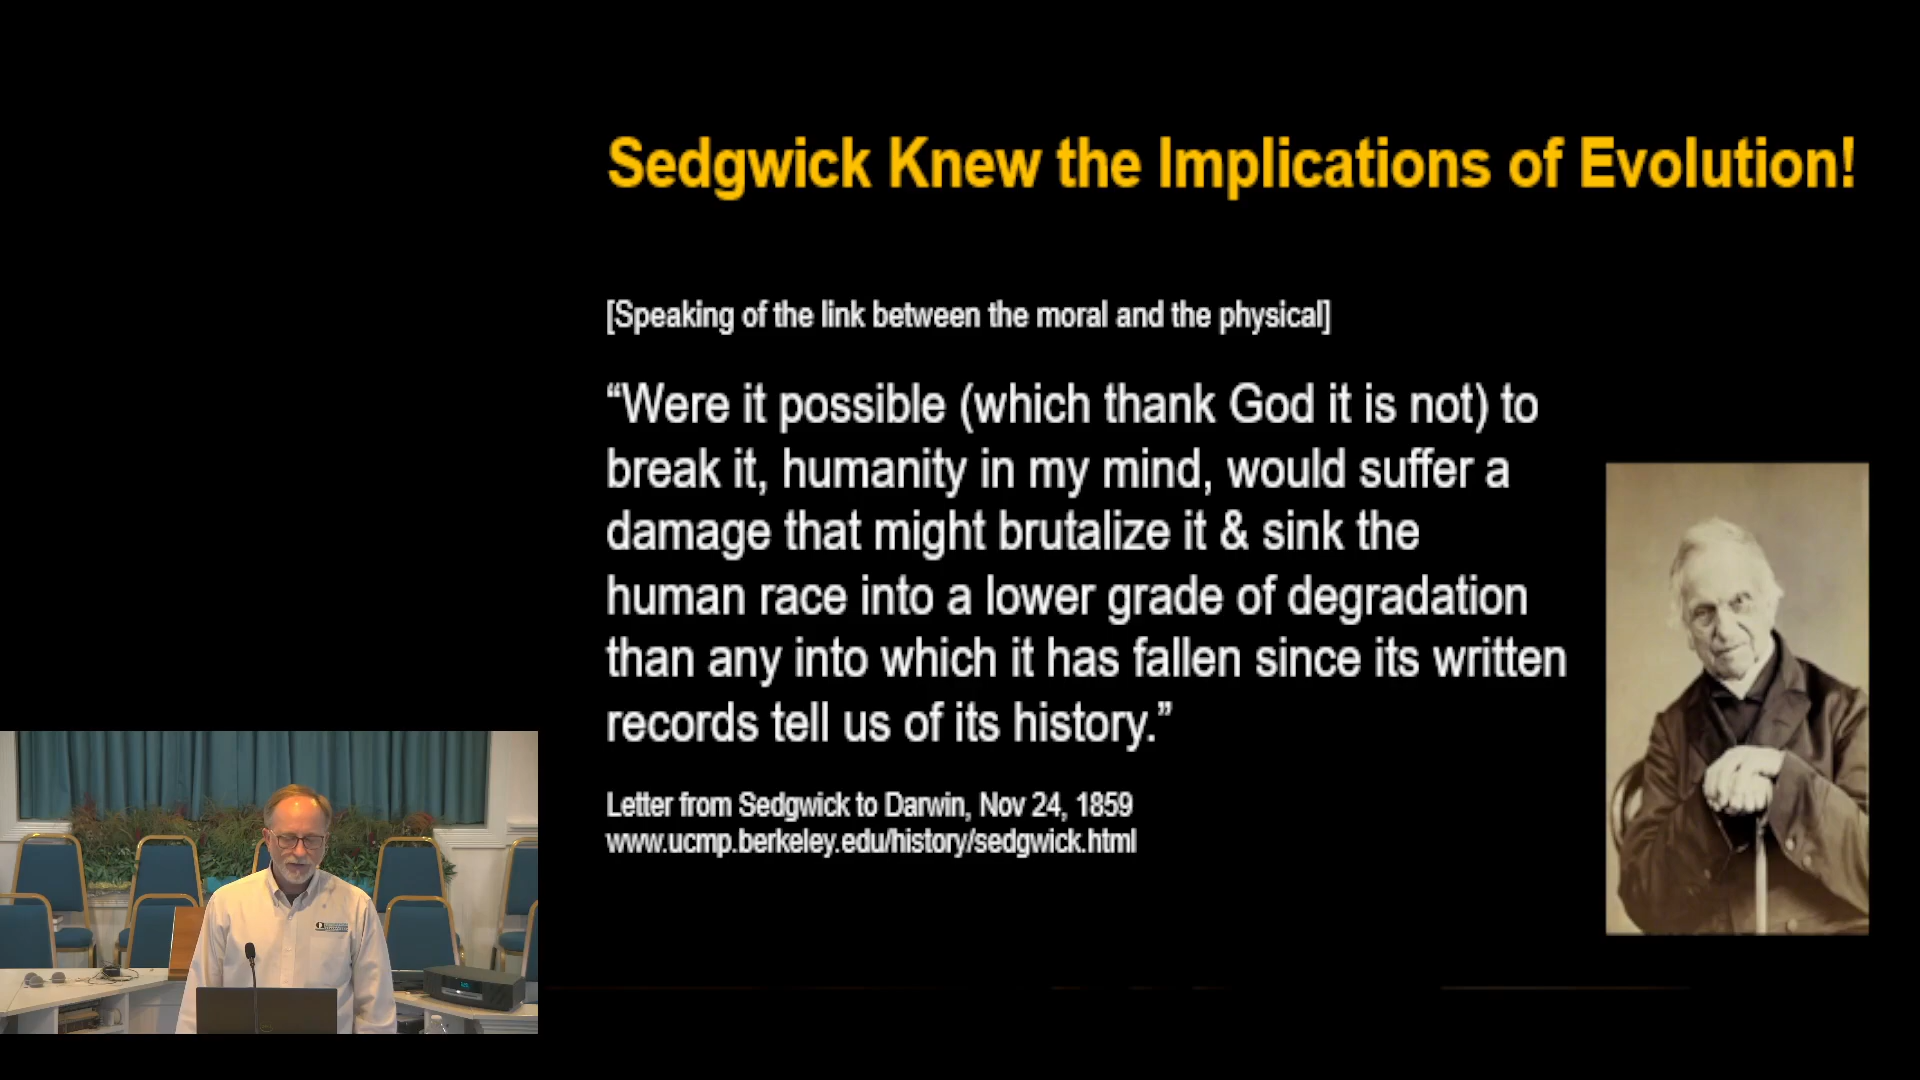 Sedgwick Knew the Implications of Evolution!
[Speaking of the link between the moral and the physical]
“Were it possible (which thank God it is not) to
break it, humanity in my mind, would suffer a
damage that might brutalize it & sink the
human race into a lower grade of degradation
than any into which it has fallen since its written
records tell us of its history.”
Letter from Sedgwick to Darwin, Nov 24, 1859
www.ucmp.berkeley.edu/history/sedgwick.html